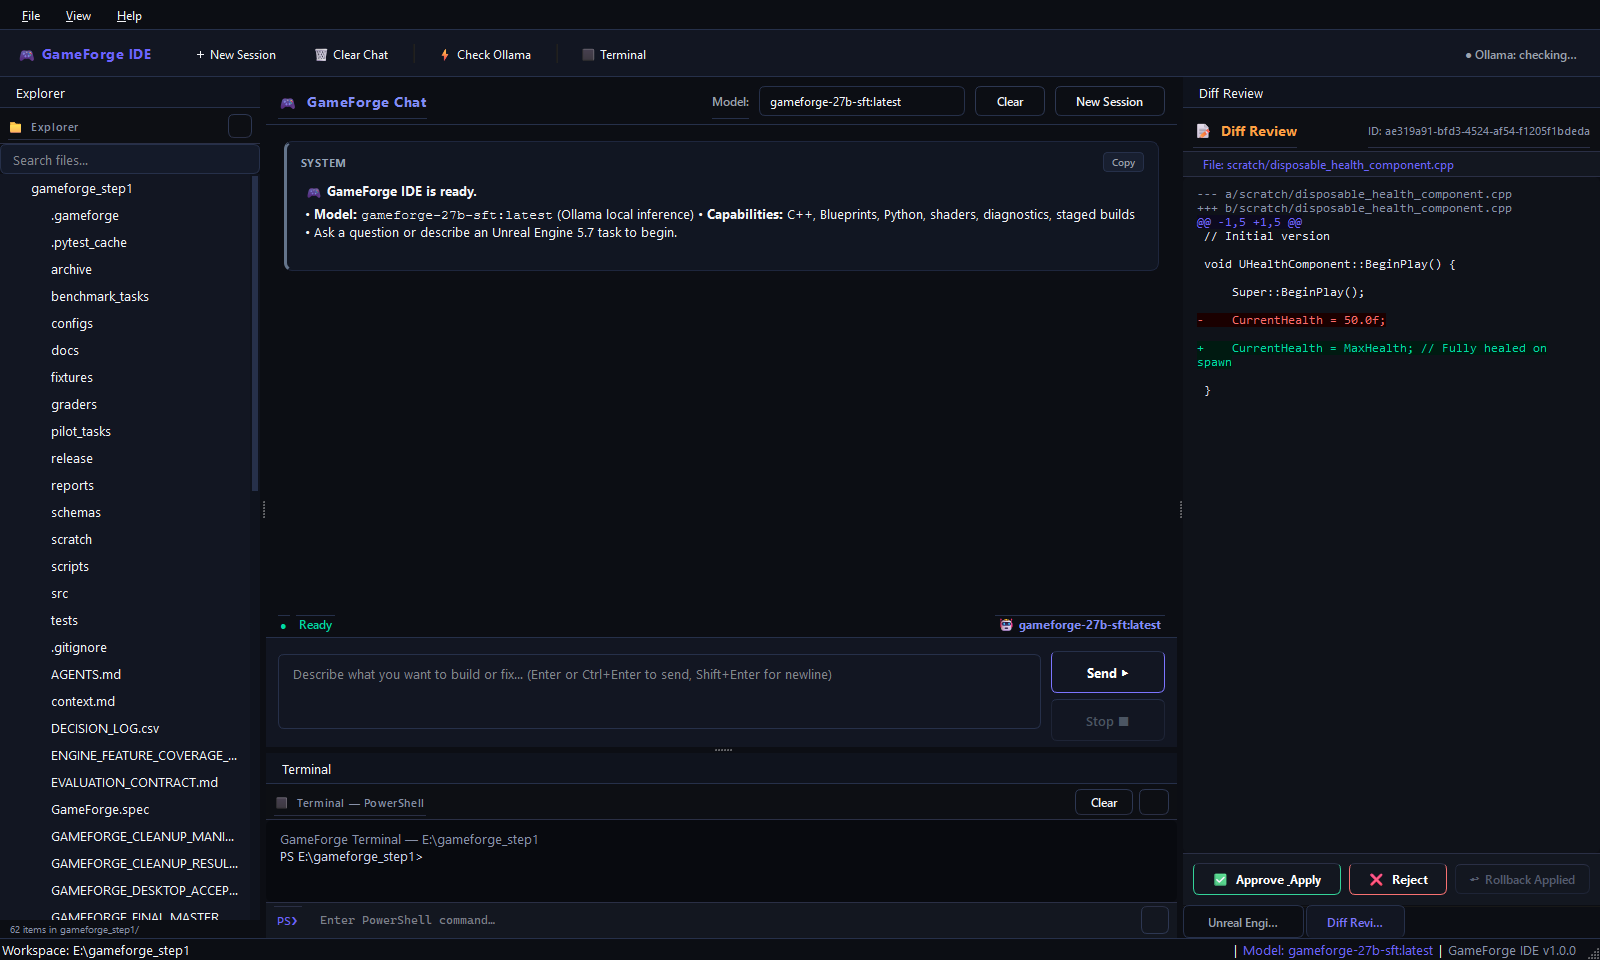 File View Help
GameForge IDE + New Session Clear Chat Check Ollama Terminal ● Ollama: checking...
Explorer
Explorer
Search files...
gameforge_step1
.gameforge
.pytest_cache
archive
benchmark_tasks
configs
docs
fixtures
graders
pilot_tasks
release
reports
schemas
scratch
scripts
src
tests
.gitignore
AGENTS.md
context.md
DECISION_LOG.csv
ENGINE_FEATURE_COVERAGE_...
EVALUATION_CONTRACT.md
GameForge.spec
GAMEFORGE_CLEANUP_MANI...
GAMEFORGE_CLEANUP_RESUL...
GAMEFORGE_DESKTOP_ACCEP...
GAMEFORGE_FINAL_MASTER
62 items in gameforge_step1/
GameForge Chat Model: gameforge-27b-sft:latest Clear New Session
SYSTEM Copy
GameForge IDE is ready.
• Model: gameforge-27b-sft:latest (Ollama local inference) • Capabilities: C++, Blueprints, Python, shaders, diagnostics, staged builds
• Ask a question or describe an Unreal Engine 5.7 task to begin.
● Ready gameforge-27b-sft:latest
Describe what you want to build or fix... (Enter or Ctrl+Enter to send, Shift+Enter for newline)
Send ▸
Stop ■
Terminal
Terminal — PowerShell Clear
GameForge Terminal — E:\gameforge_step1
PS E:\gameforge_step1>
PS❯ Enter PowerShell command…
Diff Review
Diff Review ID: ae319a91-bfd3-4524-af54-f1205f1bdeda
File: scratch/disposable_health_component.cpp
--- a/scratch/disposable_health_component.cpp
+++ b/scratch/disposable_health_component.cpp
@@ -1,5 +1,5 @@
// Initial version
void UHealthComponent::BeginPlay() {
Super::BeginPlay();
- CurrentHealth = 50.0f;
+ CurrentHealth = MaxHealth; // Fully healed on
spawn
}
Approve _Apply Reject ↩ Rollback Applied
Unreal Engi... Diff Revi...
Workspace: E:\gameforge_step1 | Model: gameforge-27b-sft:latest | GameForge IDE v1.0.0